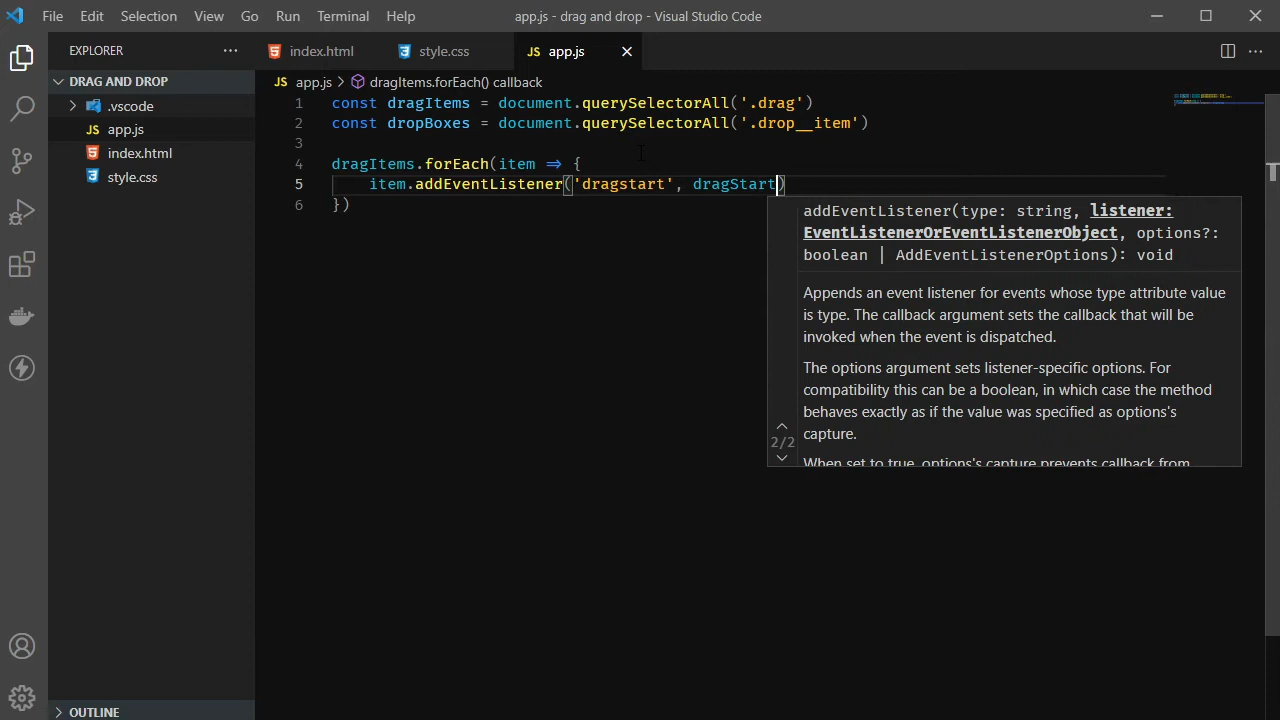 File Edit Selection View Go Run Terminal Help app.js - drag and drop - Visual Studio Code
EXPLORER
index.html style.css JS app.js
DRAG AND DROP
.vscode
JS app.js
index.html
style.css
OUTLINE
JS app.js > dragItems.forEach() callback
1 const dragItems = document.querySelectorAll('.drag')
2 const dropBoxes = document.querySelectorAll('.drop__item')
3
4 dragItems.forEach(item => {
5 item.addEventListener('dragstart', dragStart)
6 })
addEventListener(type: string, listener:
EventListenerOrEventListenerObject, options?:
boolean | AddEventListenerOptions): void
Appends an event listener for events whose type attribute value
is type. The callback argument sets the callback that will be
invoked when the event is dispatched.
The options argument sets listener-specific options. For
compatibility this can be a boolean, in which case the method
behaves exactly as if the value was specified as options's
capture.
2/2
When set to true, options's capture prevents callback from